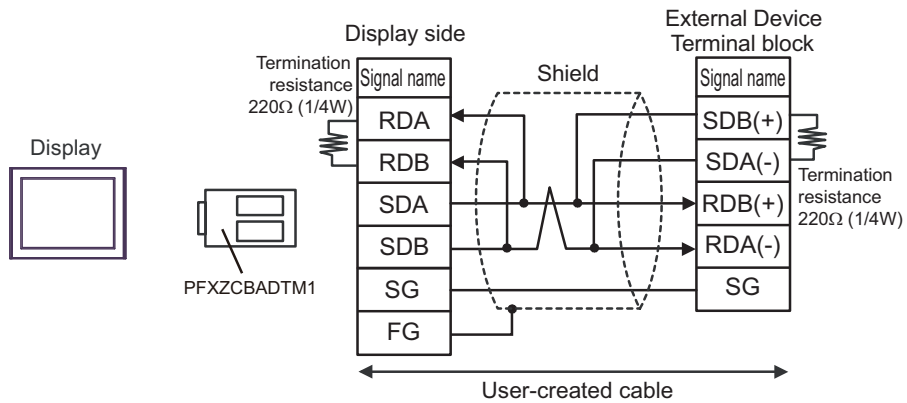 Display
PFXZCBADTM1
Display side
Termination
resistance
220Ω (1/4W)
Signal name
RDA
RDB
SDA
SDB
SG
FG
Shield
External Device
Terminal block
Signal name
SDB(+)
SDA(-)
RDB(+)
RDA(-)
SG
Termination
resistance
220Ω (1/4W)
User-created cable